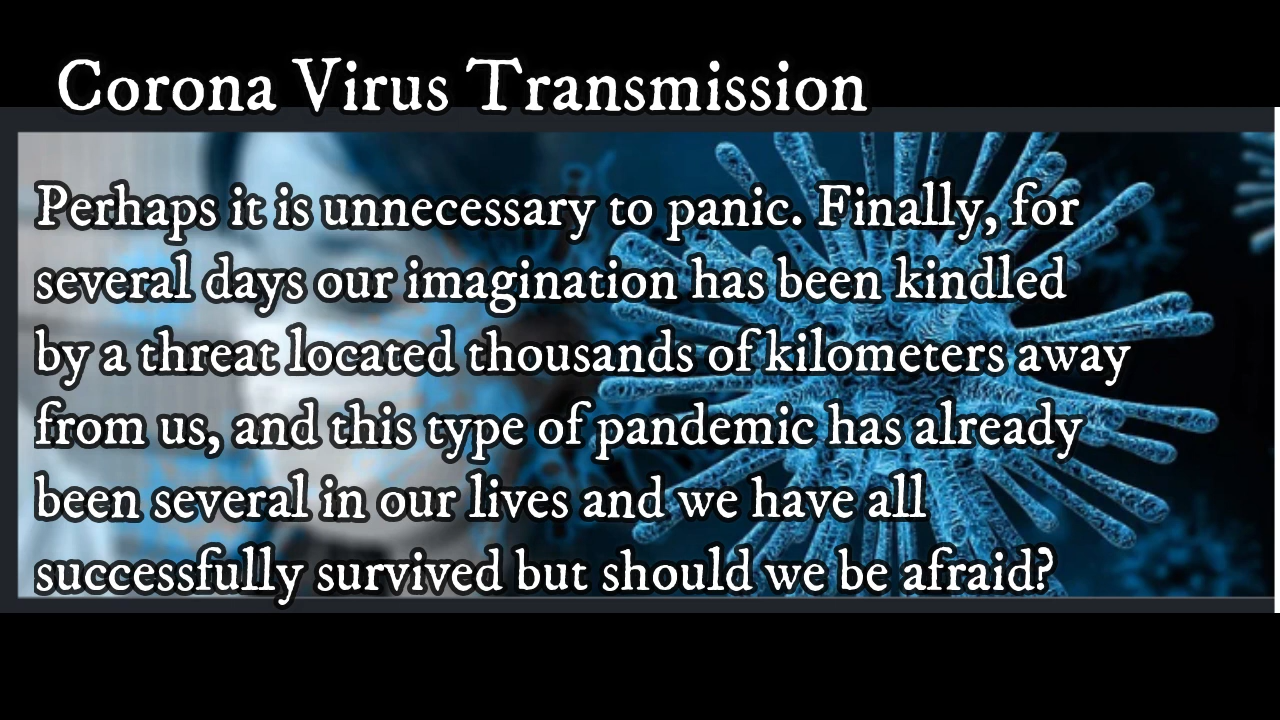 Corona Virus Transmission
Perhaps it is unnecessary to panic. Finally, for
several days our imagination has been kindled
by a threat located thousands of kilometers away
from us, and this type of pandemic has already
been several in our lives and we have all
successfully survived but should we be afraid?